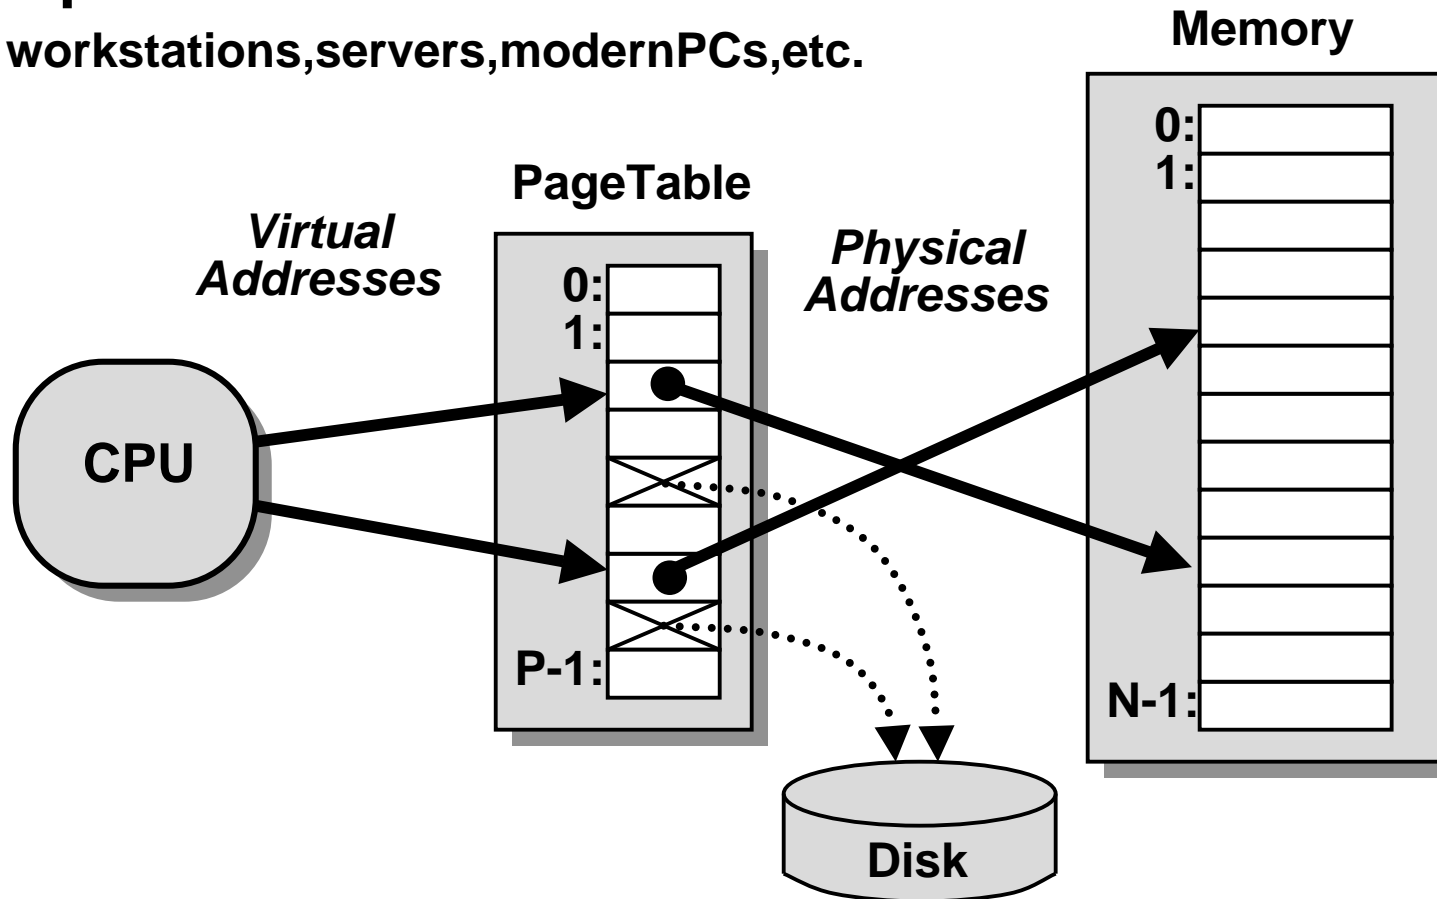 workstations,servers,modernPCs,etc.
Memory
0:
1:
PageTable
Virtual
Addresses
Physical
Addresses
0:
1:
CPU
P-1:
N-1:
Disk